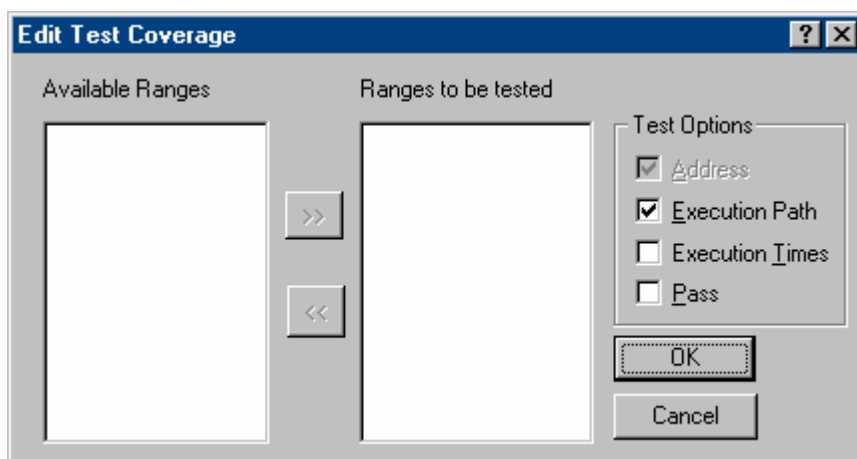 Edit Test Coverage
? X
Available Ranges
Ranges to be tested
>>
<<
Test Options
Address
Execution Path
Execution Times
Pass
OK
Cancel